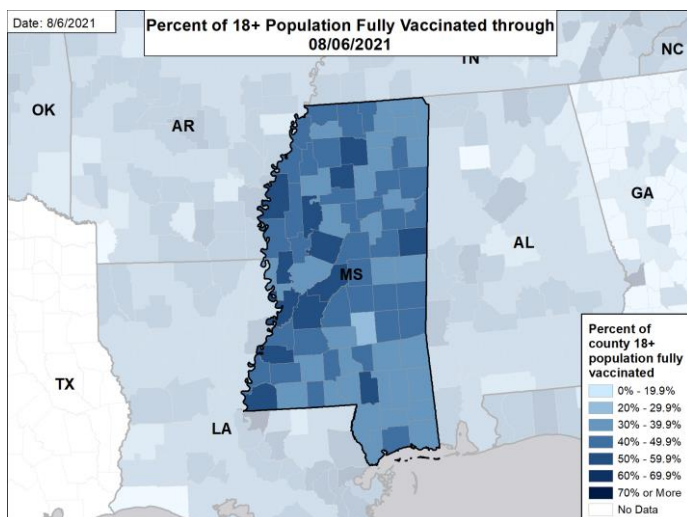 Date: 8/6/2021
Percent of 18+ Population Fully Vaccinated through
08/06/2021
TN
NC
OK
AR
GA
AL
MS
TX
LA
Percent of
county 18+
population fully
vaccinated
0% - 19.9%
20% - 29.9%
30% - 39.9%
40% - 49.9%
50% - 59.9%
60% - 69.9%
70% or More
No Data